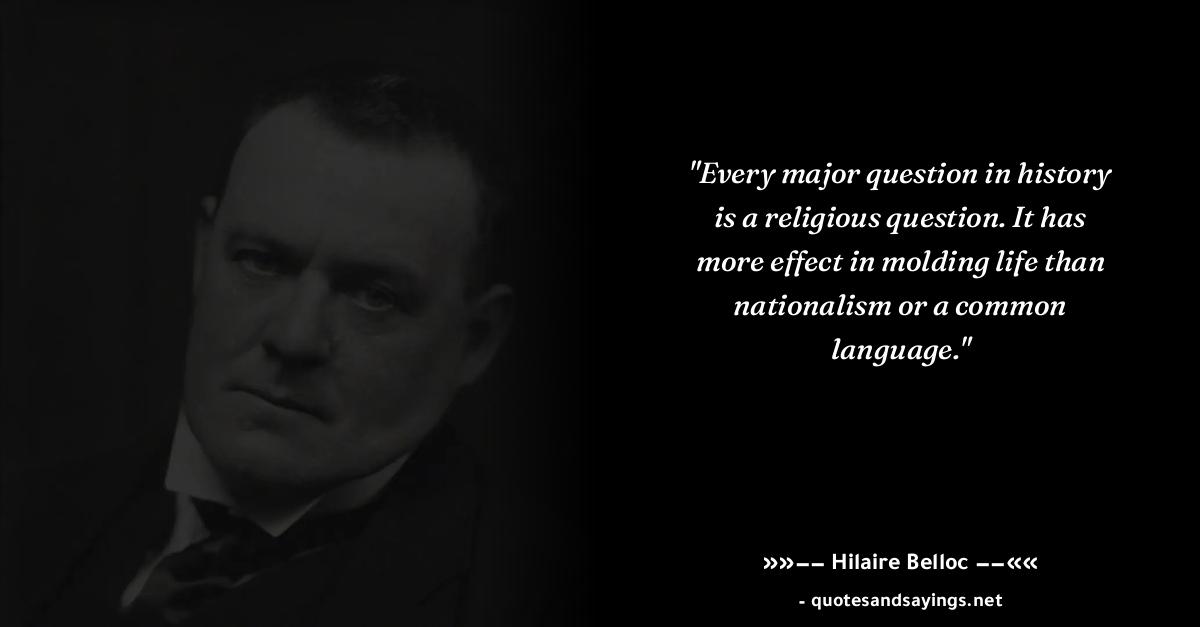 "Every major question in history
is a religious question. It has
more effect in molding life than
nationalism or a common
language."
»»−− Hilaire Belloc −−««
- quotesandsayings.net